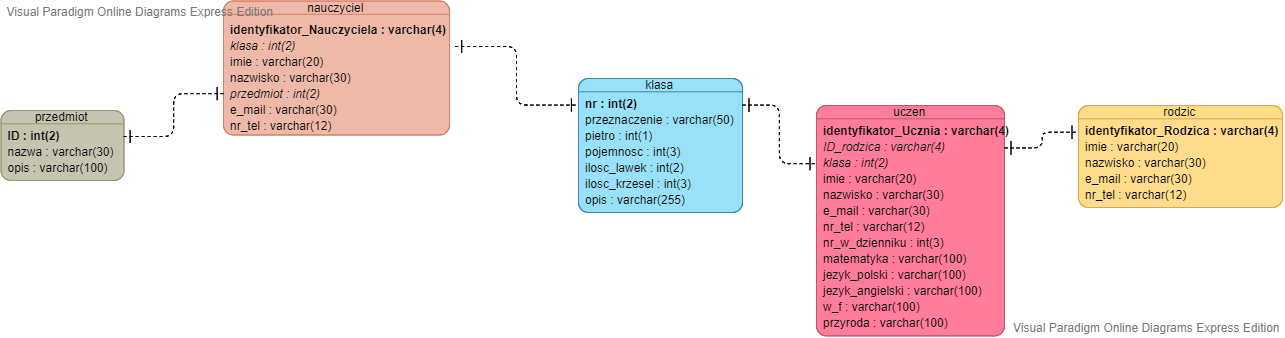 Visual Paradigm Online Diagrams Express Edition
nauczyciel
identyfikator_Nauczyciela : varchar(4)
klasa : int(2)
imie : varchar(20)
nazwisko : varchar(30)
przedmiot : int(2)
e_mail : varchar(30)
nr_tel : varchar(12)
przedmiot
ID : int(2)
nazwa : varchar(30)
opis : varchar(100)
klasa
nr : int(2)
przeznaczenie : varchar(50)
pietro : int(1)
pojemnosc : int(3)
ilosc_lawek : int(2)
ilosc_krzesel : int(3)
opis : varchar(255)
uczen
identyfikator_Ucznia : varchar(4)
ID_rodzica : varchar(4)
klasa : int(2)
imie : varchar(20)
nazwisko : varchar(30)
e_mail : varchar(30)
nr_tel : varchar(12)
nr_w_dzienniku : int(3)
matematyka : varchar(100)
jezyk_polski : varchar(100)
jezyk_angielski : varchar(100)
w_f : varchar(100)
przyroda : varchar(100)
rodzic
identyfikator_Rodzica : varchar(4)
imie : varchar(20)
nazwisko : varchar(30)
e_mail : varchar(30)
nr_tel : varchar(12)
Visual Paradigm Online Diagrams Express Edition